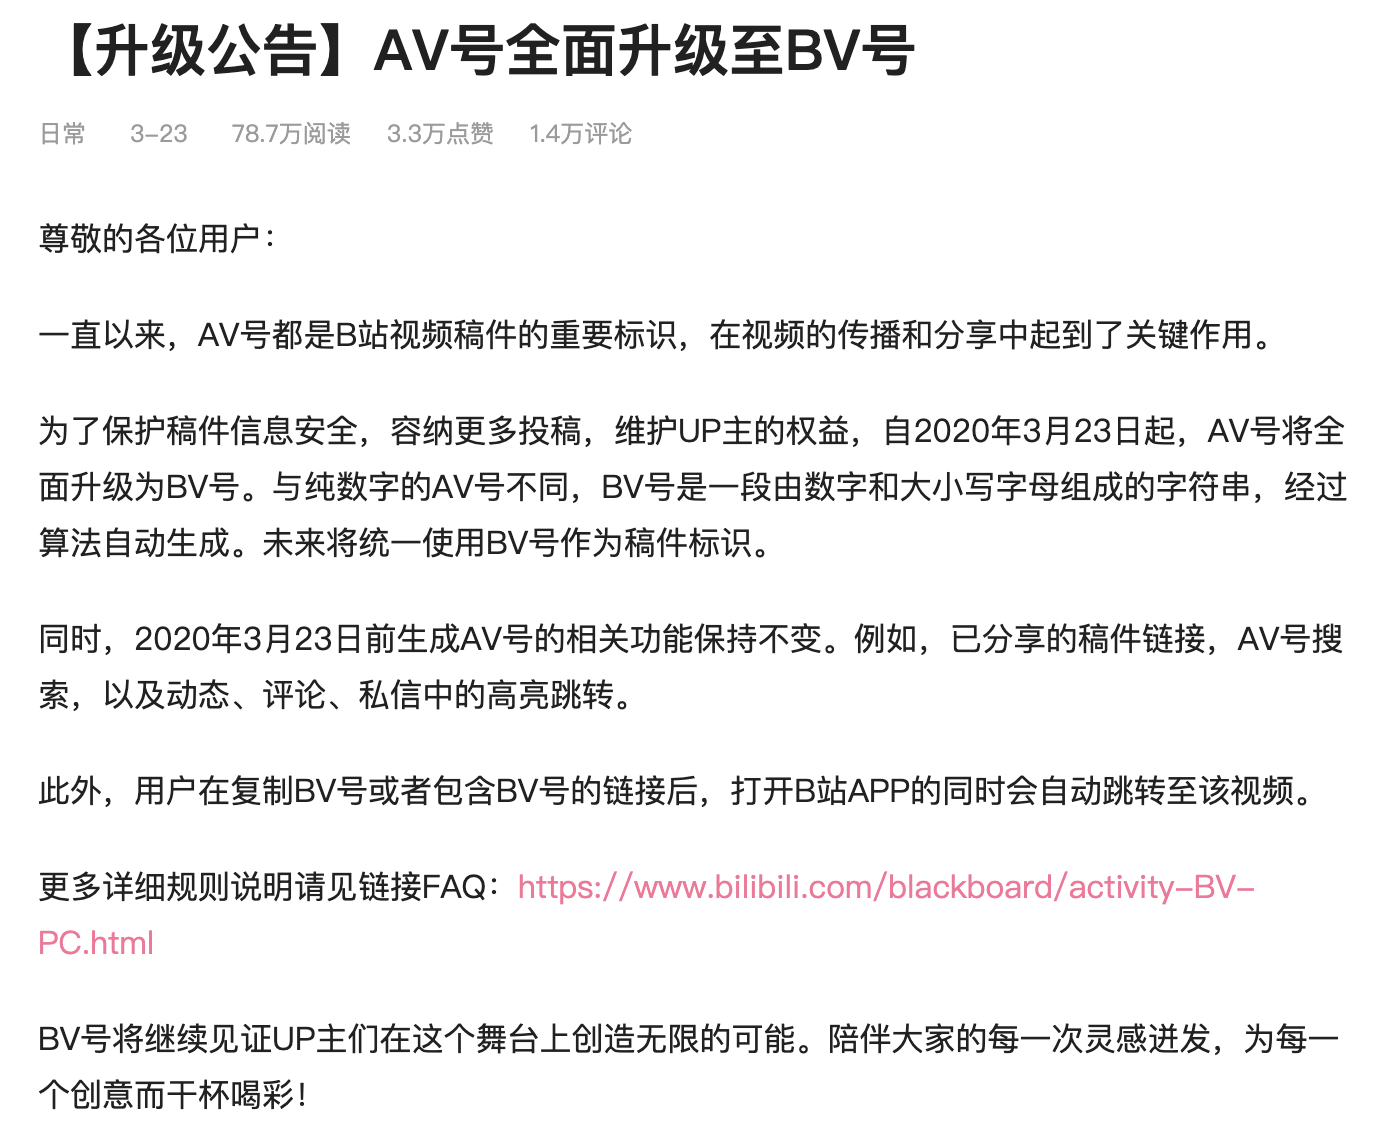 【升级公告】AV号全面升级至BV号
日常 3-23 78.7万阅读 3.3万点赞 1.4万评论
尊敬的各位用户：
一直以来，AV号都是B站视频稿件的重要标识，在视频的传播和分享中起到了关键作用。
为了保护稿件信息安全，容纳更多投稿，维护UP主的权益，自2020年3月23日起，AV号将全
面升级为BV号。与纯数字的AV号不同，BV号是一段由数字和大小写字母组成的字符串，经过
算法自动生成。未来将统一使用BV号作为稿件标识。
同时，2020年3月23日前生成AV号的相关功能保持不变。例如，已分享的稿件链接，AV号搜
索，以及动态、评论、私信中的高亮跳转。
此外，用户在复制BV号或者包含BV号的链接后，打开B站APP的同时会自动跳转至该视频。
更多详细规则说明请见链接FAQ：https://www.bilibili.com/blackboard/activity-BV-
PC.html
BV号将继续见证UP主们在这个舞台上创造无限的可能。陪伴大家的每一次灵感迸发，为每一
个创意而干杯喝彩！